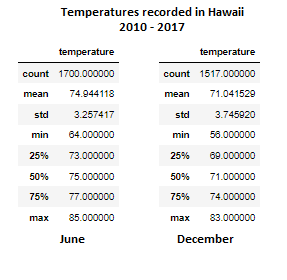 Temperatures recorded in Hawaii
2010 - 2017
temperature
count 1700.000000
mean 74.944118
std 3.257417
min 64.000000
25% 73.000000
50% 75.000000
75% 77.000000
max 85.000000
June
temperature
count 1517.000000
mean 71.041529
std 3.745920
min 56.000000
25% 69.000000
50% 71.000000
75% 74.000000
max 83.000000
December